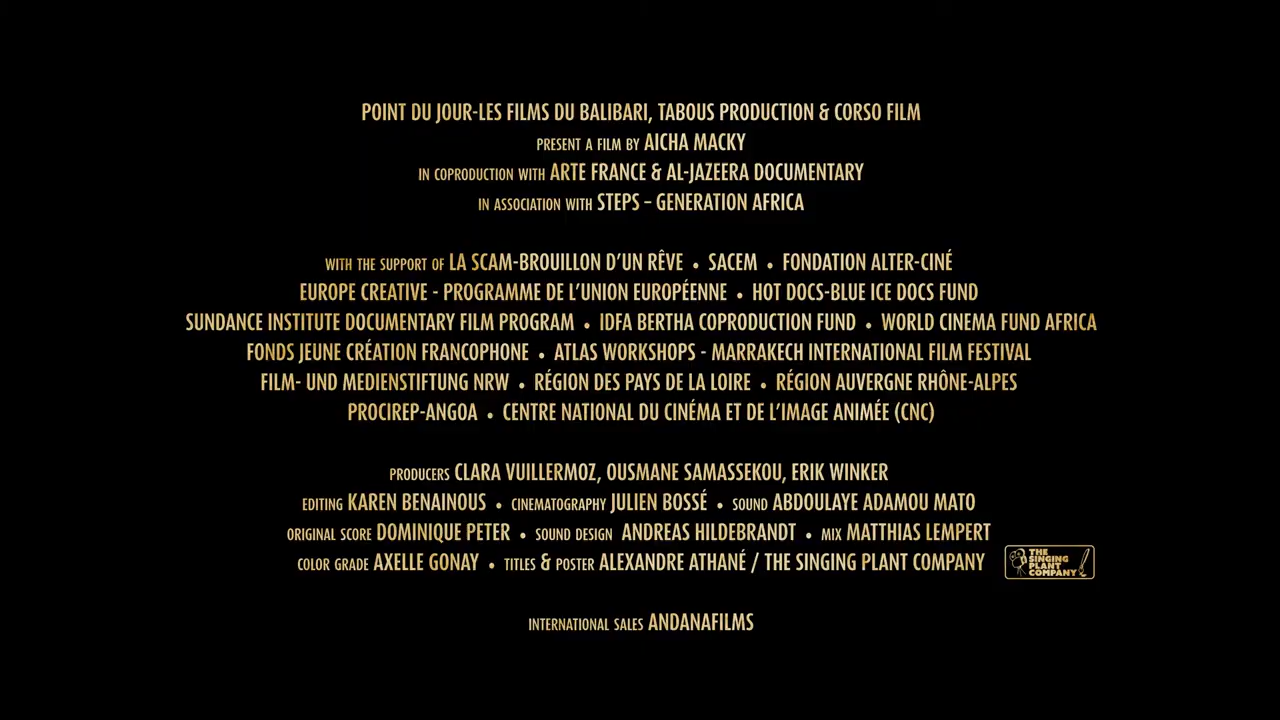 POINT DU JOUR-LES FILMS DU BALIBARI, TABOUS PRODUCTION & CORSO FILM
PRESENT A FILM BY AICHA MACKY
IN COPRODUCTION WITH ARTE FRANCE & AL-JAZEERA DOCUMENTARY
IN ASSOCIATION WITH STEPS – GENERATION AFRICA
WITH THE SUPPORT OF LA SCAM-BROUILLON D'UN RÊVE • SACEM • FONDATION ALTER-CINÉ
EUROPE CREATIVE - PROGRAMME DE L'UNION EUROPÉENNE • HOT DOCS-BLUE ICE DOCS FUND
SUNDANCE INSTITUTE DOCUMENTARY FILM PROGRAM • IDFA BERTHA COPRODUCTION FUND • WORLD CINEMA FUND AFRICA
FONDS JEUNE CRÉATION FRANCOPHONE • ATLAS WORKSHOPS - MARRAKECH INTERNATIONAL FILM FESTIVAL
FILM- UND MEDIENSTIFTUNG NRW • RÉGION DES PAYS DE LA LOIRE • RÉGION AUVERGNE RHÔNE-ALPES
PROCIREP-ANGOA • CENTRE NATIONAL DU CINÉMA ET DE L'IMAGE ANIMÉE (CNC)
PRODUCERS CLARA VUILLERMOZ, OUSMANE SAMASSEKOU, ERIK WINKER
EDITING KAREN BENAINOUS • CINEMATOGRAPHY JULIEN BOSSÉ • SOUND ABDOULAYE ADAMOU MATO
ORIGINAL SCORE DOMINIQUE PETER • SOUND DESIGN ANDREAS HILDEBRANDT • MIX MATTHIAS LEMPERT
COLOR GRADE AXELLE GONAY • TITLES & POSTER ALEXANDRE ATHANÉ / THE SINGING PLANT COMPANY
THE
SINGING
PLANT
COMPANY
INTERNATIONAL SALES ANDANAFILMS